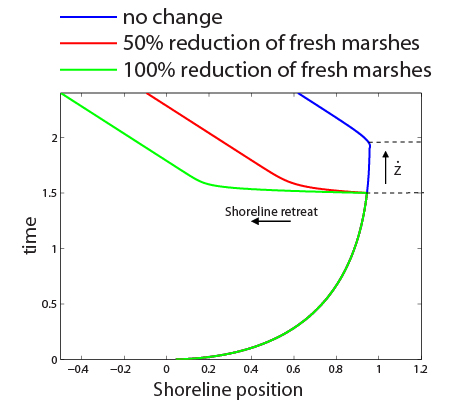 no change
50% reduction of fresh marshes
100% reduction of fresh marshes
2
ż
1.5
Shoreline retreat
time
1
0.5
0
−0.4 −0.2 0 0.2 0.4 0.6 0.8 1 1.2
Shoreline position